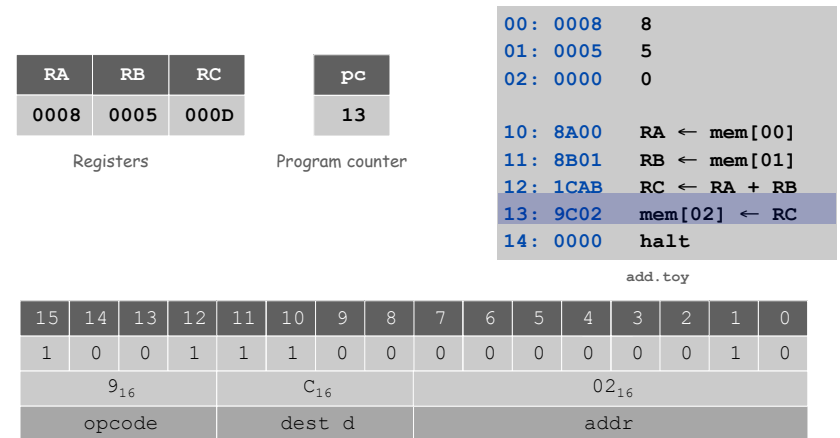 RA RB RC
0008 0005 000D
Registers
pc
13
Program counter
00: 0008 8
01: 0005 5
02: 0000 0
10: 8A00 RA ← mem[00]
11: 8B01 RB ← mem[01]
12: 1CAB RC ← RA + RB
13: 9C02 mem[02] ← RC
14: 0000 halt
add.toy
15 14 13 12 11 10 9 8 7 6 5 4 3 2 1 0
1 0 0 1 1 1 0 0 0 0 0 0 0 0 1 0
9₁₆ C₁₆ 02₁₆
opcode dest d addr